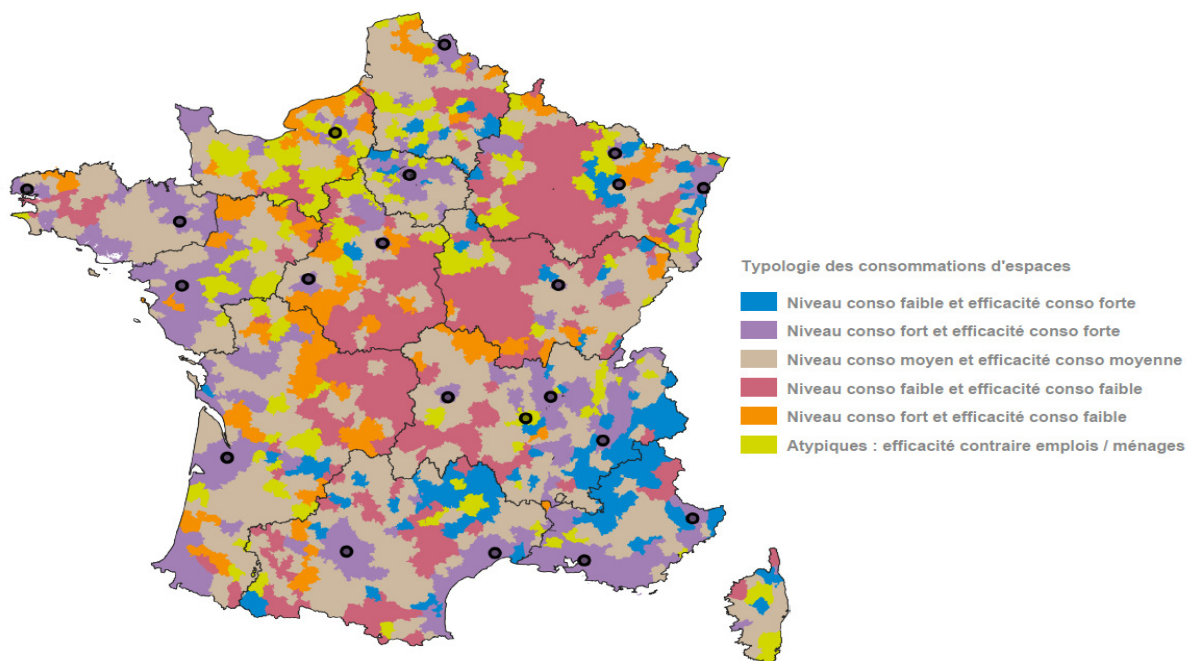 Typologie des consommations d'espaces
Niveau conso faible et efficacité conso forte
Niveau conso fort et efficacité conso forte
Niveau conso moyen et efficacité conso moyenne
Niveau conso faible et efficacité conso faible
Niveau conso fort et efficacité conso faible
Atypiques : efficacité contraire emplois / ménages